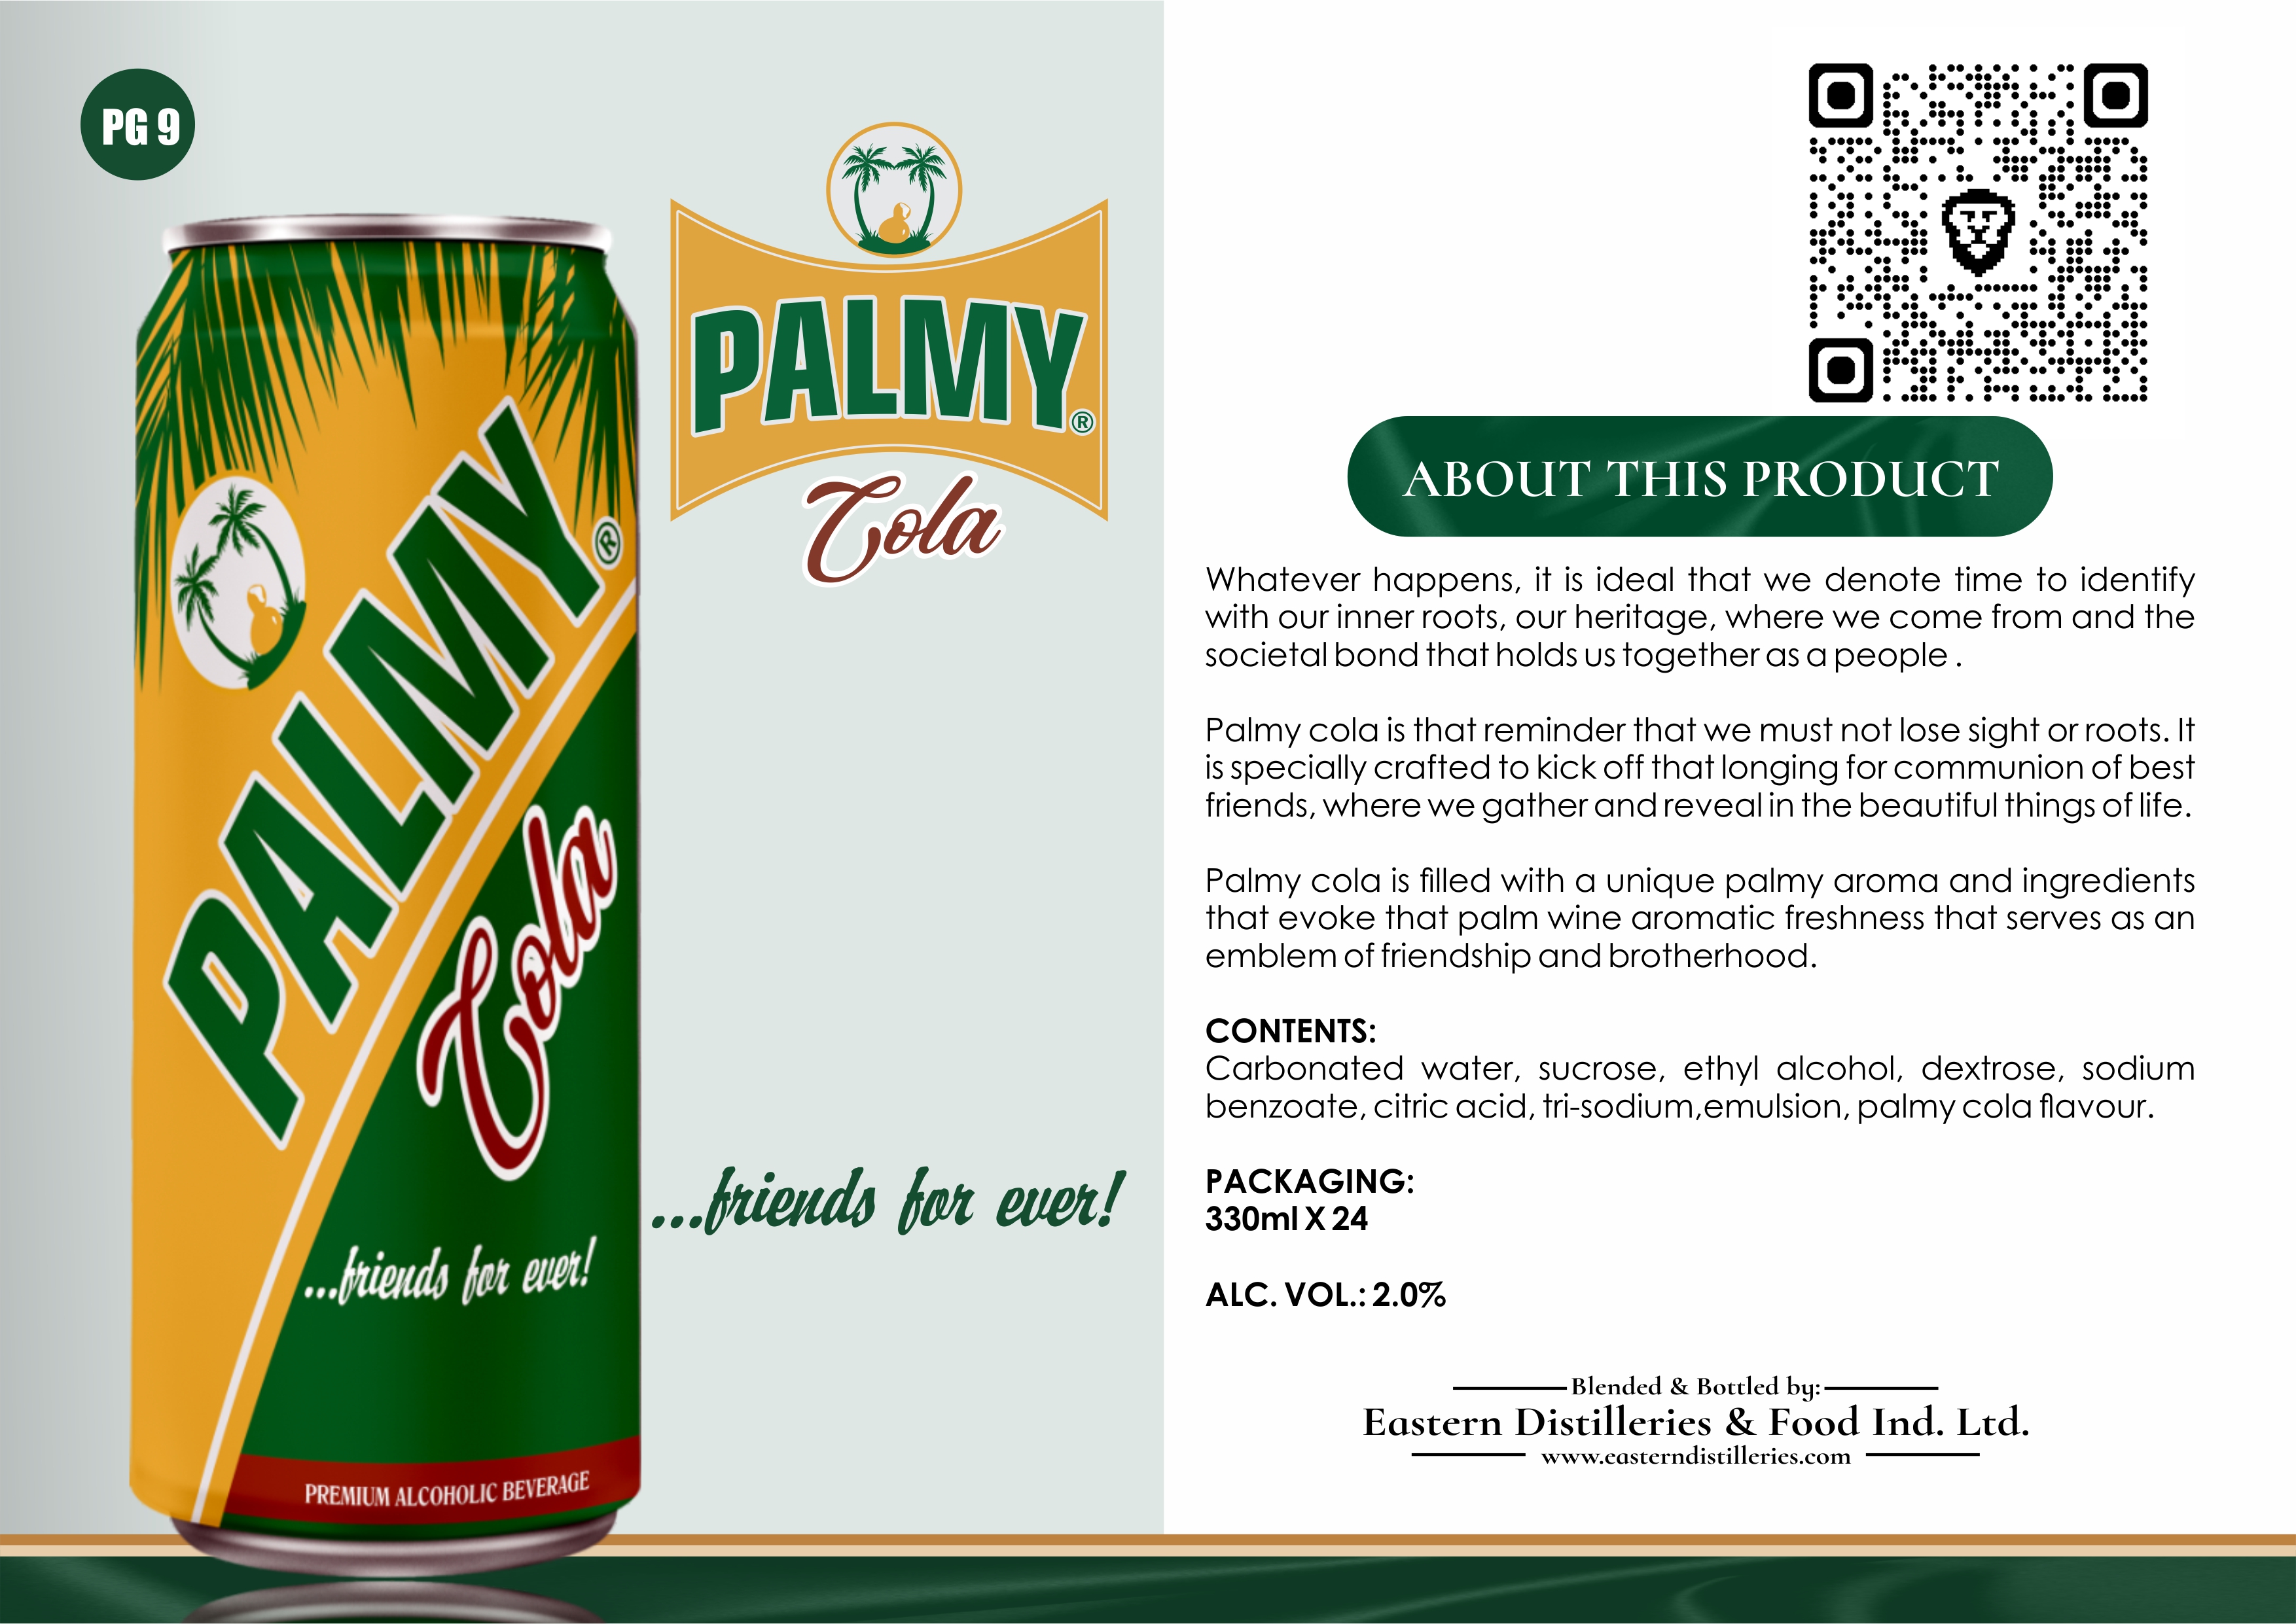 PG 9
PALMY®
Cola
...friends for ever!
PREMIUM ALCOHOLIC BEVERAGE
PALMY®
Cola
...friends for ever!
ABOUT THIS PRODUCT
Whatever happens, it is ideal that we denote time to identify
with our inner roots, our heritage, where we come from and the
societal bond that holds us together as a people .
Palmy cola is that reminder that we must not lose sight or roots. It
is specially crafted to kick off that longing for communion of best
friends, where we gather and reveal in the beautiful things of life.
Palmy cola is filled with a unique palmy aroma and ingredients
that evoke that palm wine aromatic freshness that serves as an
emblem of friendship and brotherhood.
CONTENTS:
Carbonated water, sucrose, ethyl alcohol, dextrose, sodium
benzoate, citric acid, tri-sodium,emulsion, palmy cola flavour.
PACKAGING:
330ml X 24
ALC. VOL.: 2.0%
Blended & Bottled by:
Eastern Distilleries & Food Ind. Ltd.
www.easterndistilleries.com